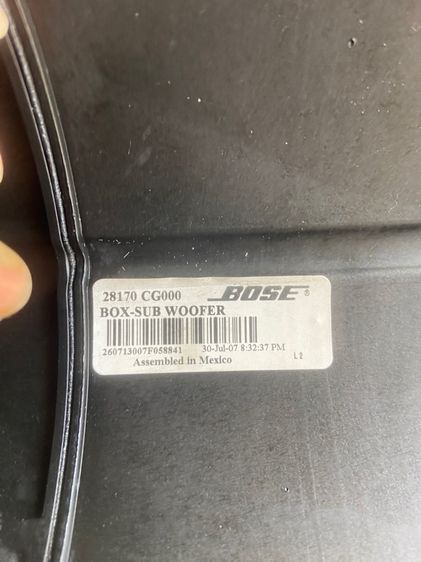 28170 CG000 BOSE ®
BOX-SUB WOOFER
260713007F058841 30-Jul-07 8:32:37 PM
Assembled in Mexico L2